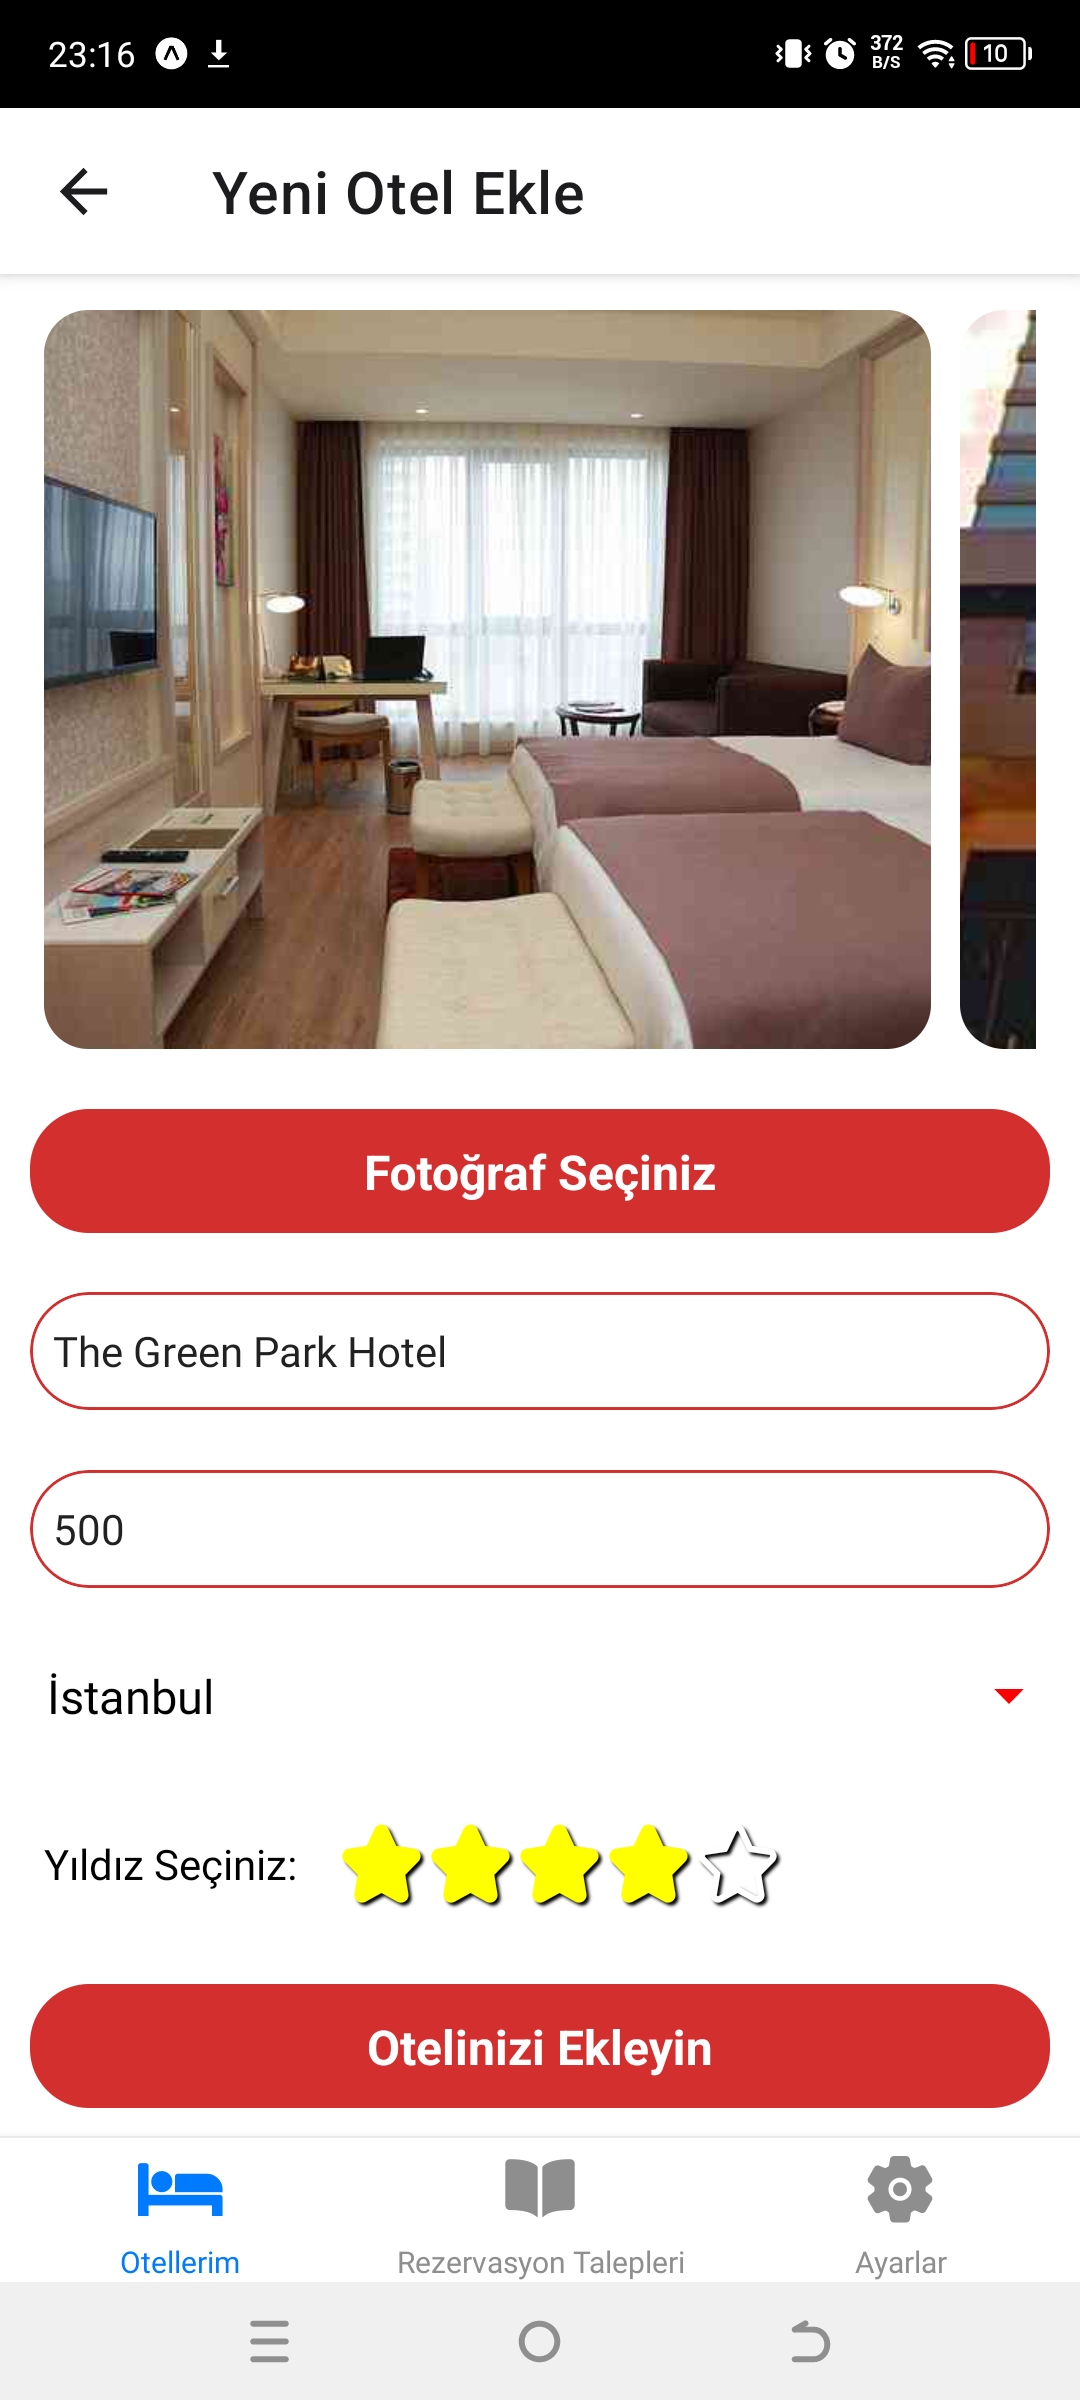 23:16
372
B/S
10
Yeni Otel Ekle
Fotoğraf Seçiniz
The Green Park Hotel
500
İstanbul
Yıldız Seçiniz:
Otelinizi Ekleyin
Otellerim
Rezervasyon Talepleri
Ayarlar